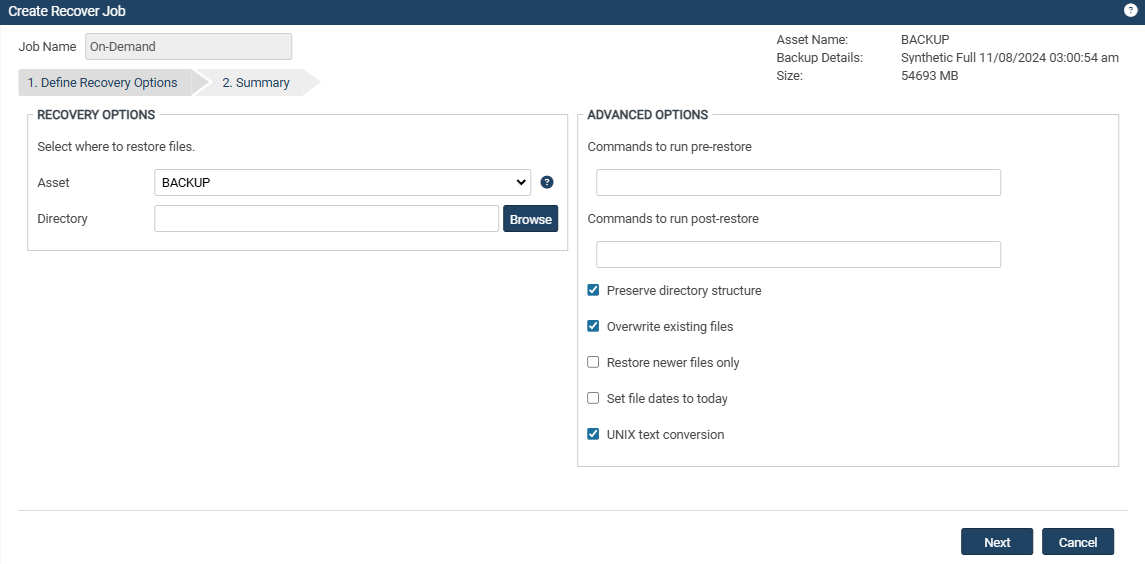 Create Recover Job
?
Job Name On-Demand
Asset Name: BACKUP
Backup Details: Synthetic Full 11/08/2024 03:00:54 am
Size: 54693 MB
1. Define Recovery Options 2. Summary
RECOVERY OPTIONS
Select where to restore files.
Asset BACKUP ?
Directory Browse
ADVANCED OPTIONS
Commands to run pre-restore
Commands to run post-restore
Preserve directory structure
Overwrite existing files
Restore newer files only
Set file dates to today
UNIX text conversion
Next Cancel